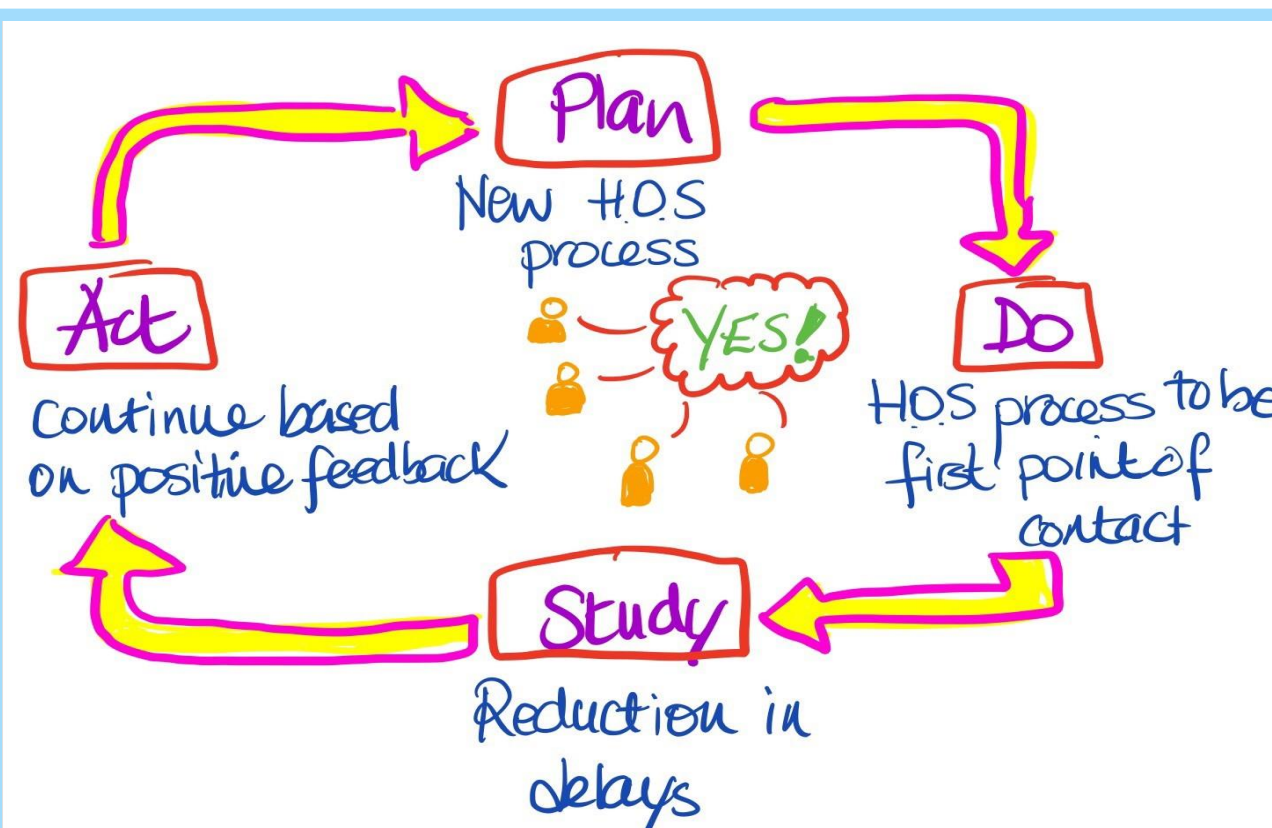 Plan
New H.O.S
process
YES!
Do
H.O.S process to be
first point of
contact
Study
Reduction in
delays
Act
Continue based
on positive feedback